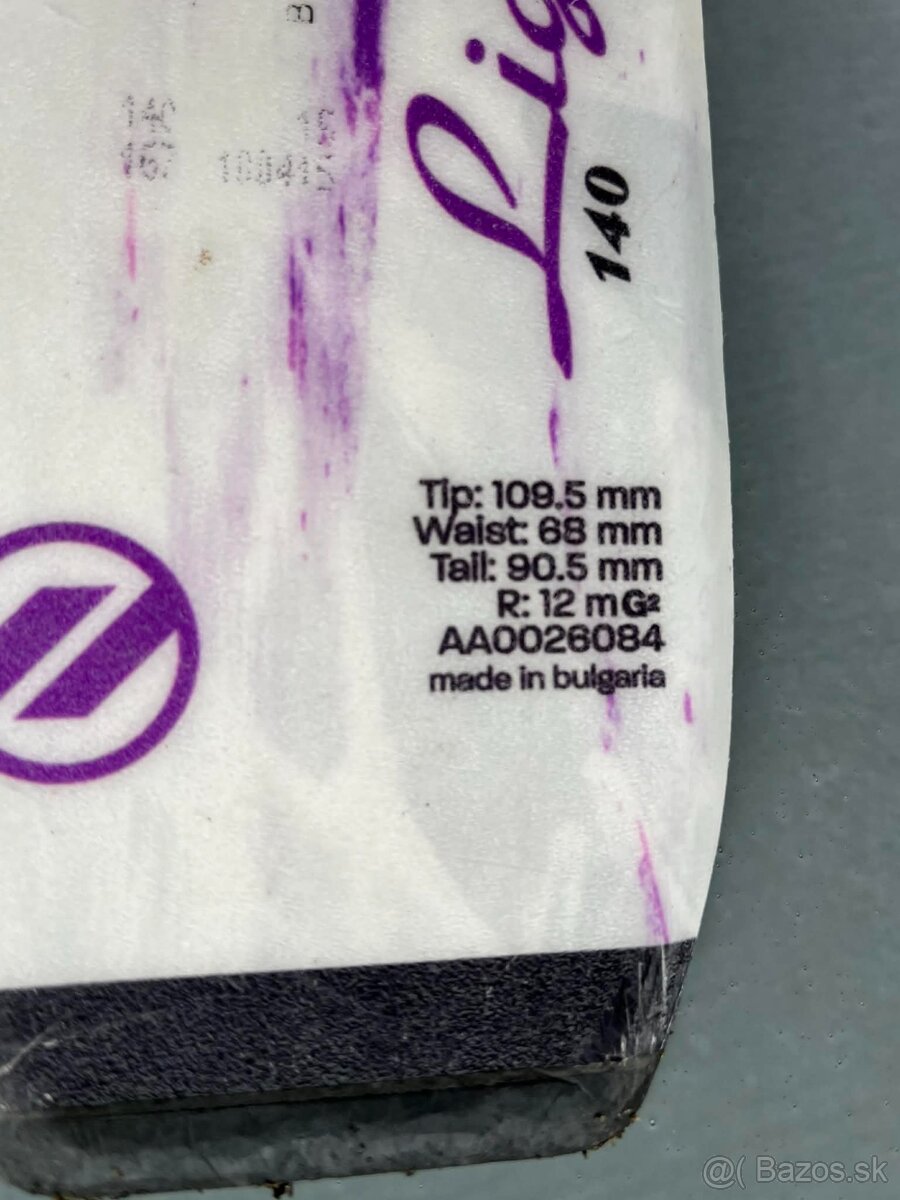 Lig
140
Tip: 109.5 mm
Waist: 68 mm
Tail: 90.5 mm
R: 12 m G2
AA0026084
made in bulgaria
@( Bazos.sk